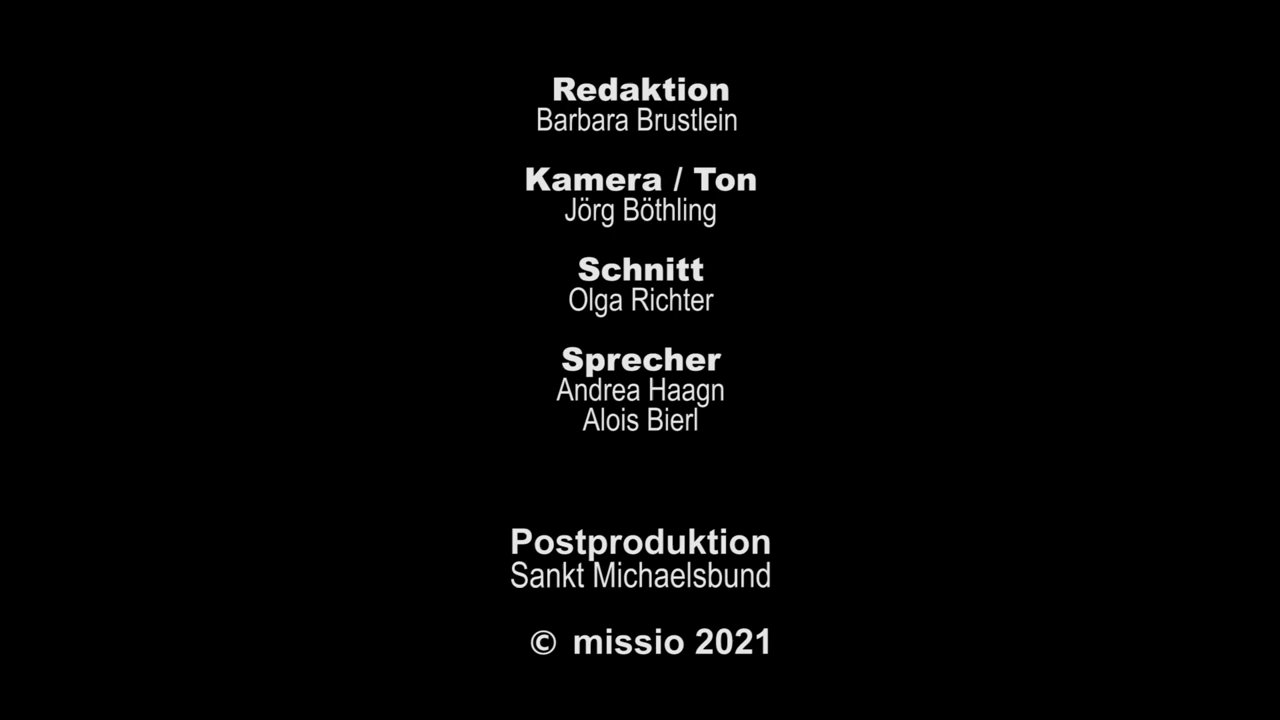 Redaktion
Barbara Brustlein
Kamera / Ton
Jörg Böthling
Schnitt
Olga Richter
Sprecher
Andrea Haagn
Alois Bierl
Postproduktion
Sankt Michaelsbund
© missio 2021